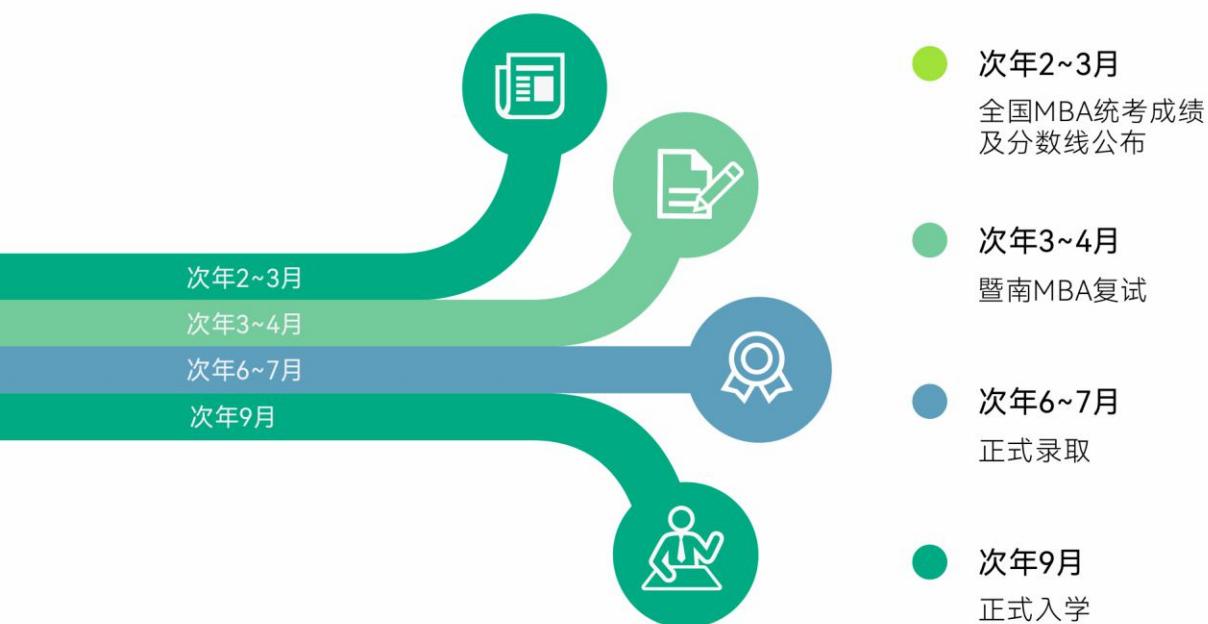 次年2~3月
次年3~4月
次年6~7月
次年9月
次年2~3月
全国MBA统考成绩
及分数线公布
次年3~4月
暨南MBA复试
次年6~7月
正式录取
次年9月
正式入学